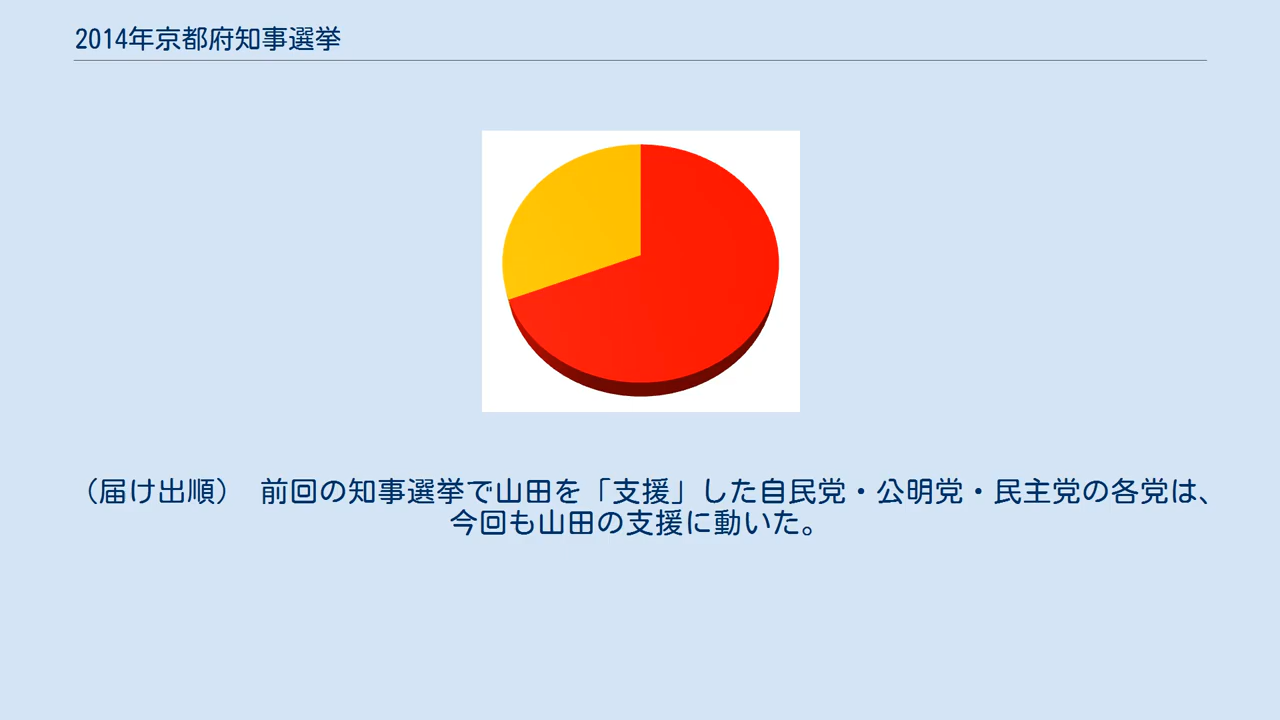 2014年京都府知事選挙
（届け出順）　前回の知事選挙で山田を「支援」した自民党・公明党・民主党の各党は、
今回も山田の支援に動いた。